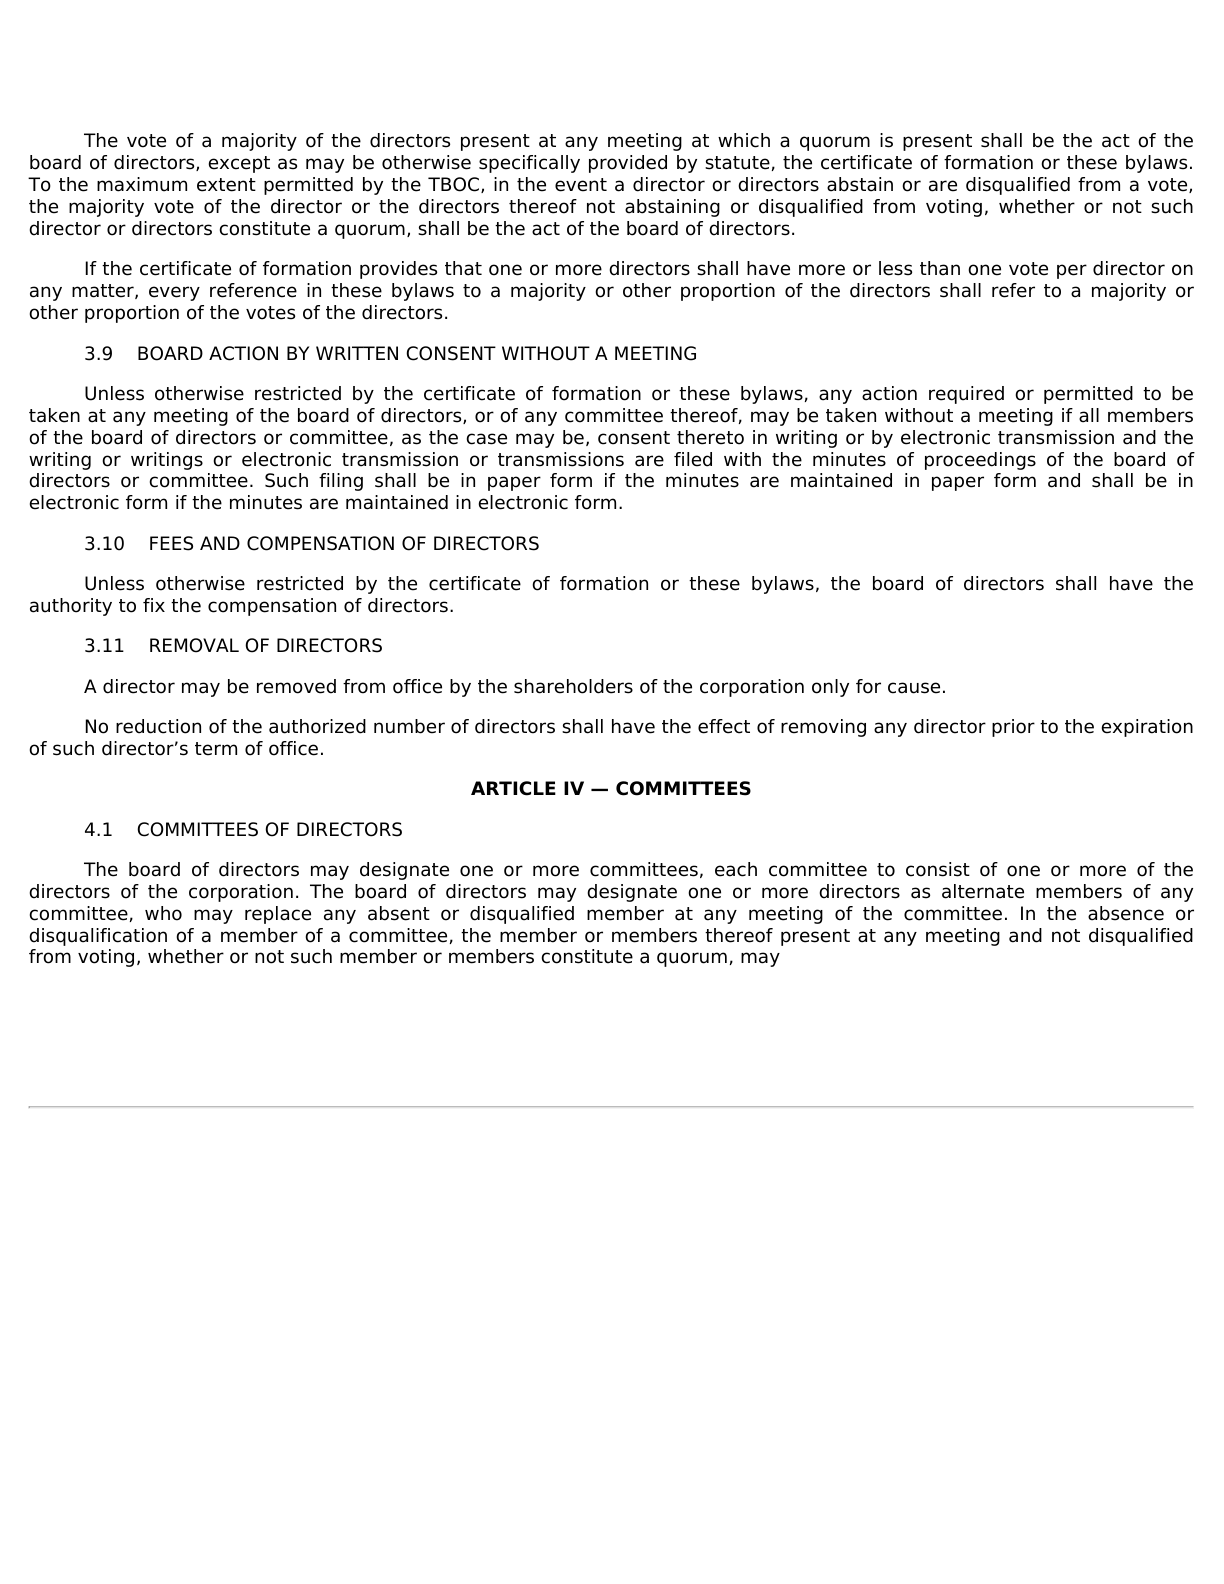 The vote of a majority of the directors present at any meeting at which a quorum is present shall be the act of the
board of directors, except as may be otherwise specifically provided by statute, the certificate of formation or these bylaws.
To the maximum extent permitted by the TBOC, in the event a director or directors abstain or are disqualified from a vote,
the majority vote of the director or the directors thereof not abstaining or disqualified from voting, whether or not such
director or directors constitute a quorum, shall be the act of the board of directors.
If the certificate of formation provides that one or more directors shall have more or less than one vote per director on
any matter, every reference in these bylaws to a majority or other proportion of the directors shall refer to a majority or
other proportion of the votes of the directors.
3.9 BOARD ACTION BY WRITTEN CONSENT WITHOUT A MEETING
Unless otherwise restricted by the certificate of formation or these bylaws, any action required or permitted to be
taken at any meeting of the board of directors, or of any committee thereof, may be taken without a meeting if all members
of the board of directors or committee, as the case may be, consent thereto in writing or by electronic transmission and the
writing or writings or electronic transmission or transmissions are filed with the minutes of proceedings of the board of
directors or committee. Such filing shall be in paper form if the minutes are maintained in paper form and shall be in
electronic form if the minutes are maintained in electronic form.
3.10 FEES AND COMPENSATION OF DIRECTORS
Unless otherwise restricted by the certificate of formation or these bylaws, the board of directors shall have the
authority to fix the compensation of directors.
3.11 REMOVAL OF DIRECTORS
A director may be removed from office by the shareholders of the corporation only for cause.
No reduction of the authorized number of directors shall have the effect of removing any director prior to the expiration
of such director’s term of office.
ARTICLE IV — COMMITTEES
4.1 COMMITTEES OF DIRECTORS
The board of directors may designate one or more committees, each committee to consist of one or more of the
directors of the corporation. The board of directors may designate one or more directors as alternate members of any
committee, who may replace any absent or disqualified member at any meeting of the committee. In the absence or
disqualification of a member of a committee, the member or members thereof present at any meeting and not disqualified
from voting, whether or not such member or members constitute a quorum, may